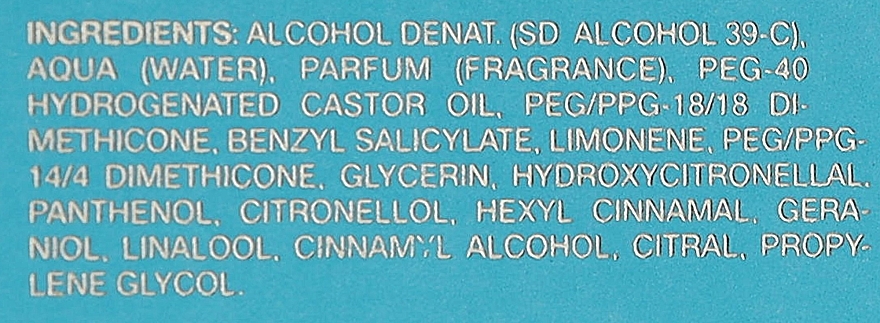 INGREDIENTS: ALCOHOL DENAT. (SD ALCOHOL 39-C),
AQUA (WATER), PARFUM (FRAGRANCE), PEG-40
HYDROGENATED CASTOR OIL, PEG/PPG-18/18 DI-
METHICONE, BENZYL SALICYLATE, LIMONENE, PEG/PPG-
14/4 DIMETHICONE, GLYCERIN, HYDROXYCITRONELLAL,
PANTHENOL, CITRONELLOL, HEXYL CINNAMAL, GERA-
NIOL, LINALOOL, CINNAMYL ALCOHOL, CITRAL, PROPY-
LENE GLYCOL.